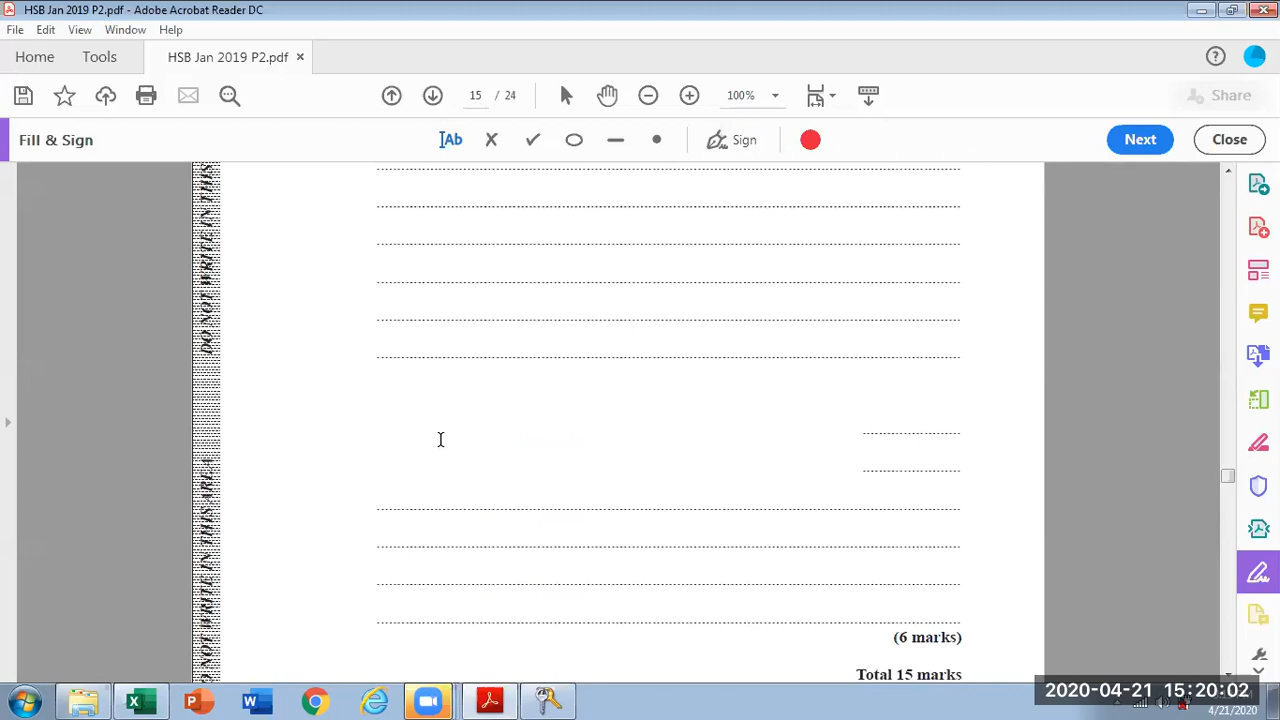 HSB Jan 2019 P2.pdf - Adobe Acrobat Reader DC
File Edit View Window Help
Home Tools HSB Jan 2019 P2.pdf ×
15 / 24 100% Share
Fill & Sign Ab Sign Next Close
(6 marks)
Total 15 marks
2020-04-21 15:20:02
4/21/2020